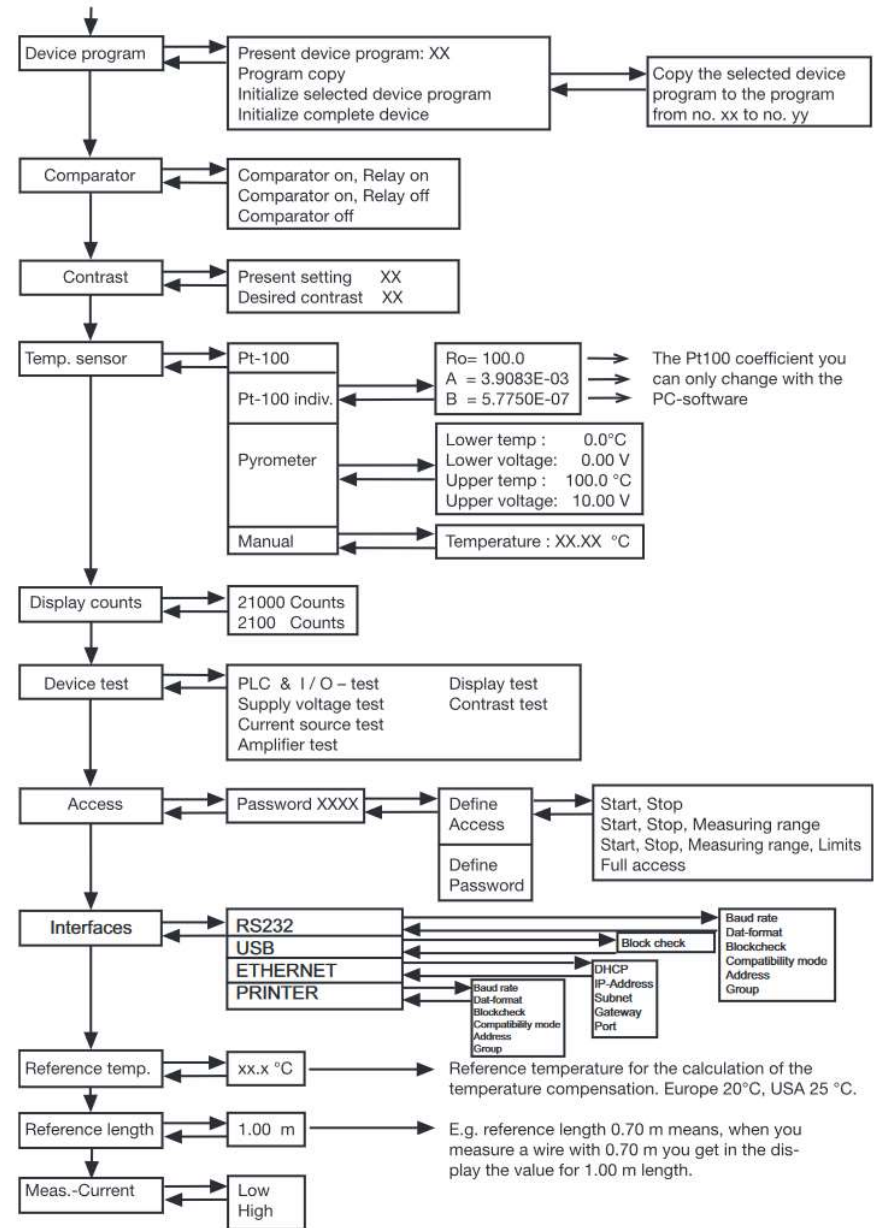 Device program
Present device program: XX
Program copy
Initialize selected device program
Initialize complete device
Copy the selected device
program to the program
from no. xx to no. yy
Comparator
Comparator on, Relay on
Comparator on, Relay off
Comparator off
Contrast
Present setting XX
Desired contrast XX
Temp. sensor
Pt-100
Pt-100 indiv.
Ro= 100.0
A = 3.9083E-03
B = 5.7750E-07
The Pt100 coefficient you
can only change with the
PC-software
Pyrometer
Lower temp : 0.0°C
Lower voltage: 0.00 V
Upper temp : 100.0 °C
Upper voltage: 10.00 V
Manual
Temperature : XX.XX °C
Display counts
21000 Counts
2100 Counts
Device test
PLC & I / O – test
Supply voltage test
Current source test
Amplifier test
Display test
Contrast test
Access
Password XXXX
Define
Access
Define
Password
Start, Stop
Start, Stop, Measuring range
Start, Stop, Measuring range, Limits
Full access
Interfaces
RS232
USB
ETHERNET
PRINTER
Baud rate
Dat-format
Blockcheck
Compatibility mode
Address
Group
Block check
DHCP
IP-Address
Subnet
Gateway
Port
Baud rate
Dat-format
Blockcheck
Compatibility mode
Address
Group
Reference temp.
xx.x °C
Reference temperature for the calculation of the
temperature compensation. Europe 20°C, USA 25 °C.
Reference length
1.00 m
E.g. reference length 0.70 m means, when you
measure a wire with 0.70 m you get in the dis-
play the value for 1.00 m length.
Meas.-Current
Low
High